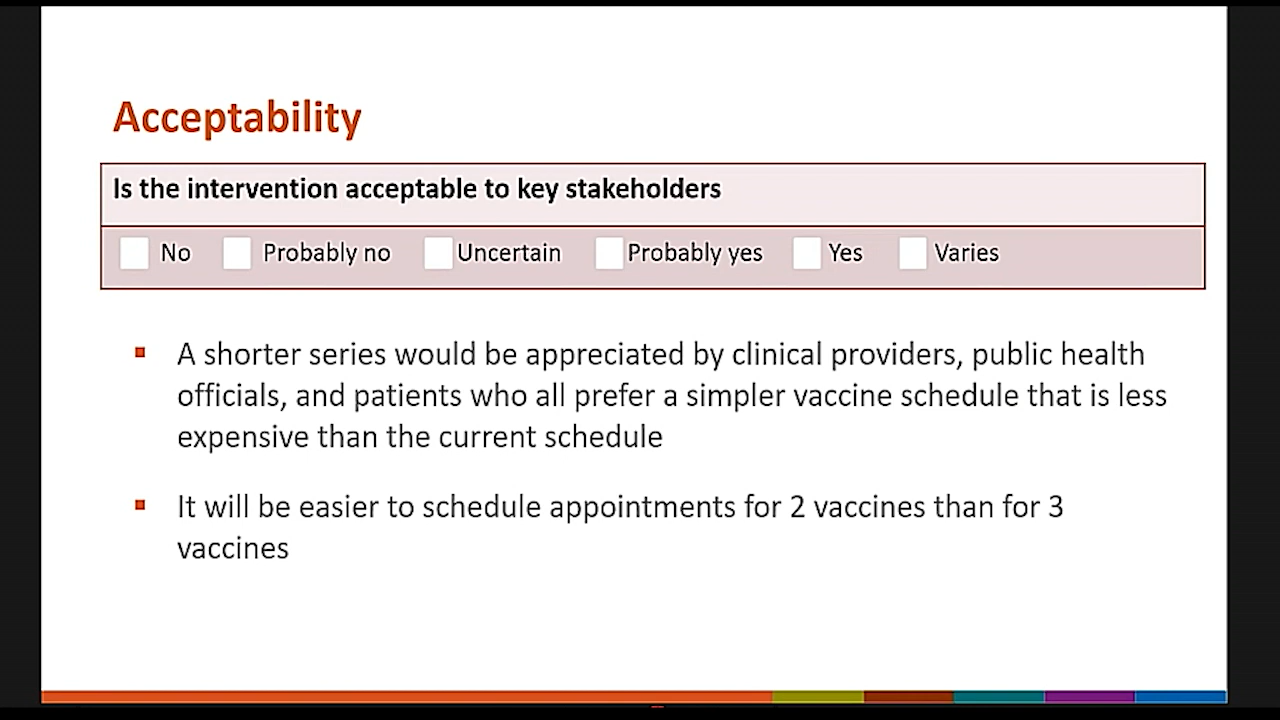 Acceptability
Is the intervention acceptable to key stakeholders
No Probably no Uncertain Probably yes Yes Varies
A shorter series would be appreciated by clinical providers, public health
officials, and patients who all prefer a simpler vaccine schedule that is less
expensive than the current schedule
It will be easier to schedule appointments for 2 vaccines than for 3
vaccines